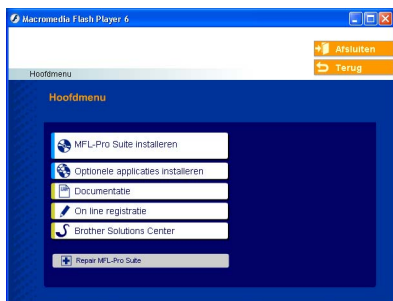 Macromedia Flash Player 6
Afsluiten
Terug
Hoofdmenu
Hoofdmenu
MFL-Pro Suite installeren
Optionele applicaties installeren
Documentatie
On line registratie
Brother Solutions Center
Repair MFL-Pro Suite